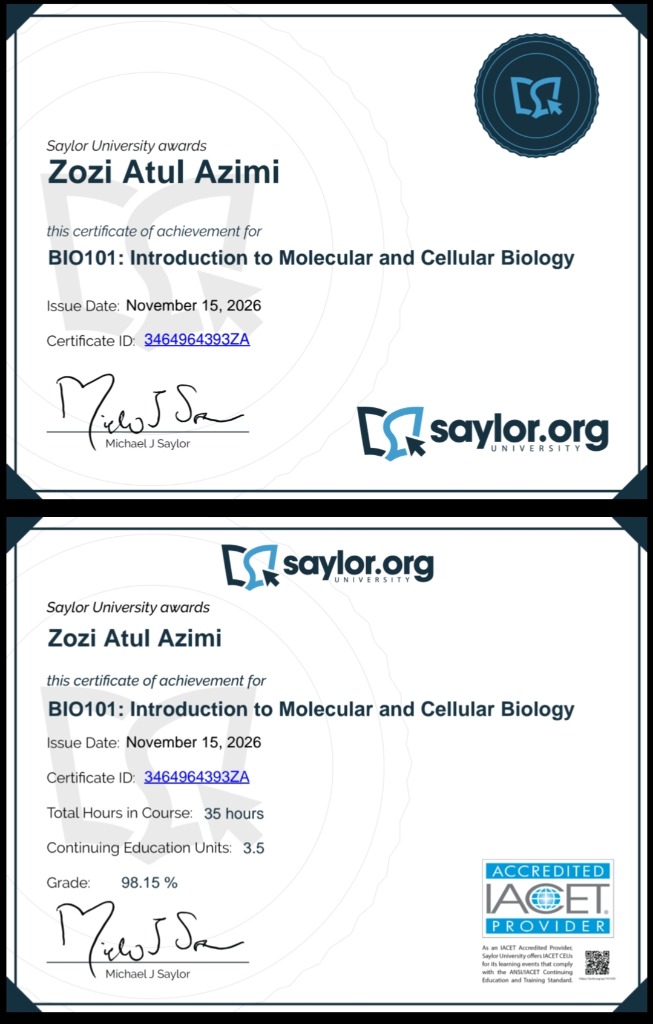 Saylor University awards
Zozi Atul Azimi
this certificate of achievement for
BIO101: Introduction to Molecular and Cellular Biology
Issue Date: November 15, 2026
Certificate ID: 3464964393ZA
Michael J Saylor
saylor.org
UNIVERSITY
saylor.org
UNIVERSITY
Saylor University awards
Zozi Atul Azimi
this certificate of achievement for
BIO101: Introduction to Molecular and Cellular Biology
Issue Date: November 15, 2026
Certificate ID: 3464964393ZA
Total Hours in Course: 35 hours
Continuing Education Units: 3.5
Grade: 98.15 %
Michael J Saylor
ACCREDITED
IACET
PROVIDER
As an IACET Accredited Provider,
Saylor University offers IACET CEUs
for its learning events that comply
with the ANSI/IACET Continuing
Education and Training Standard.